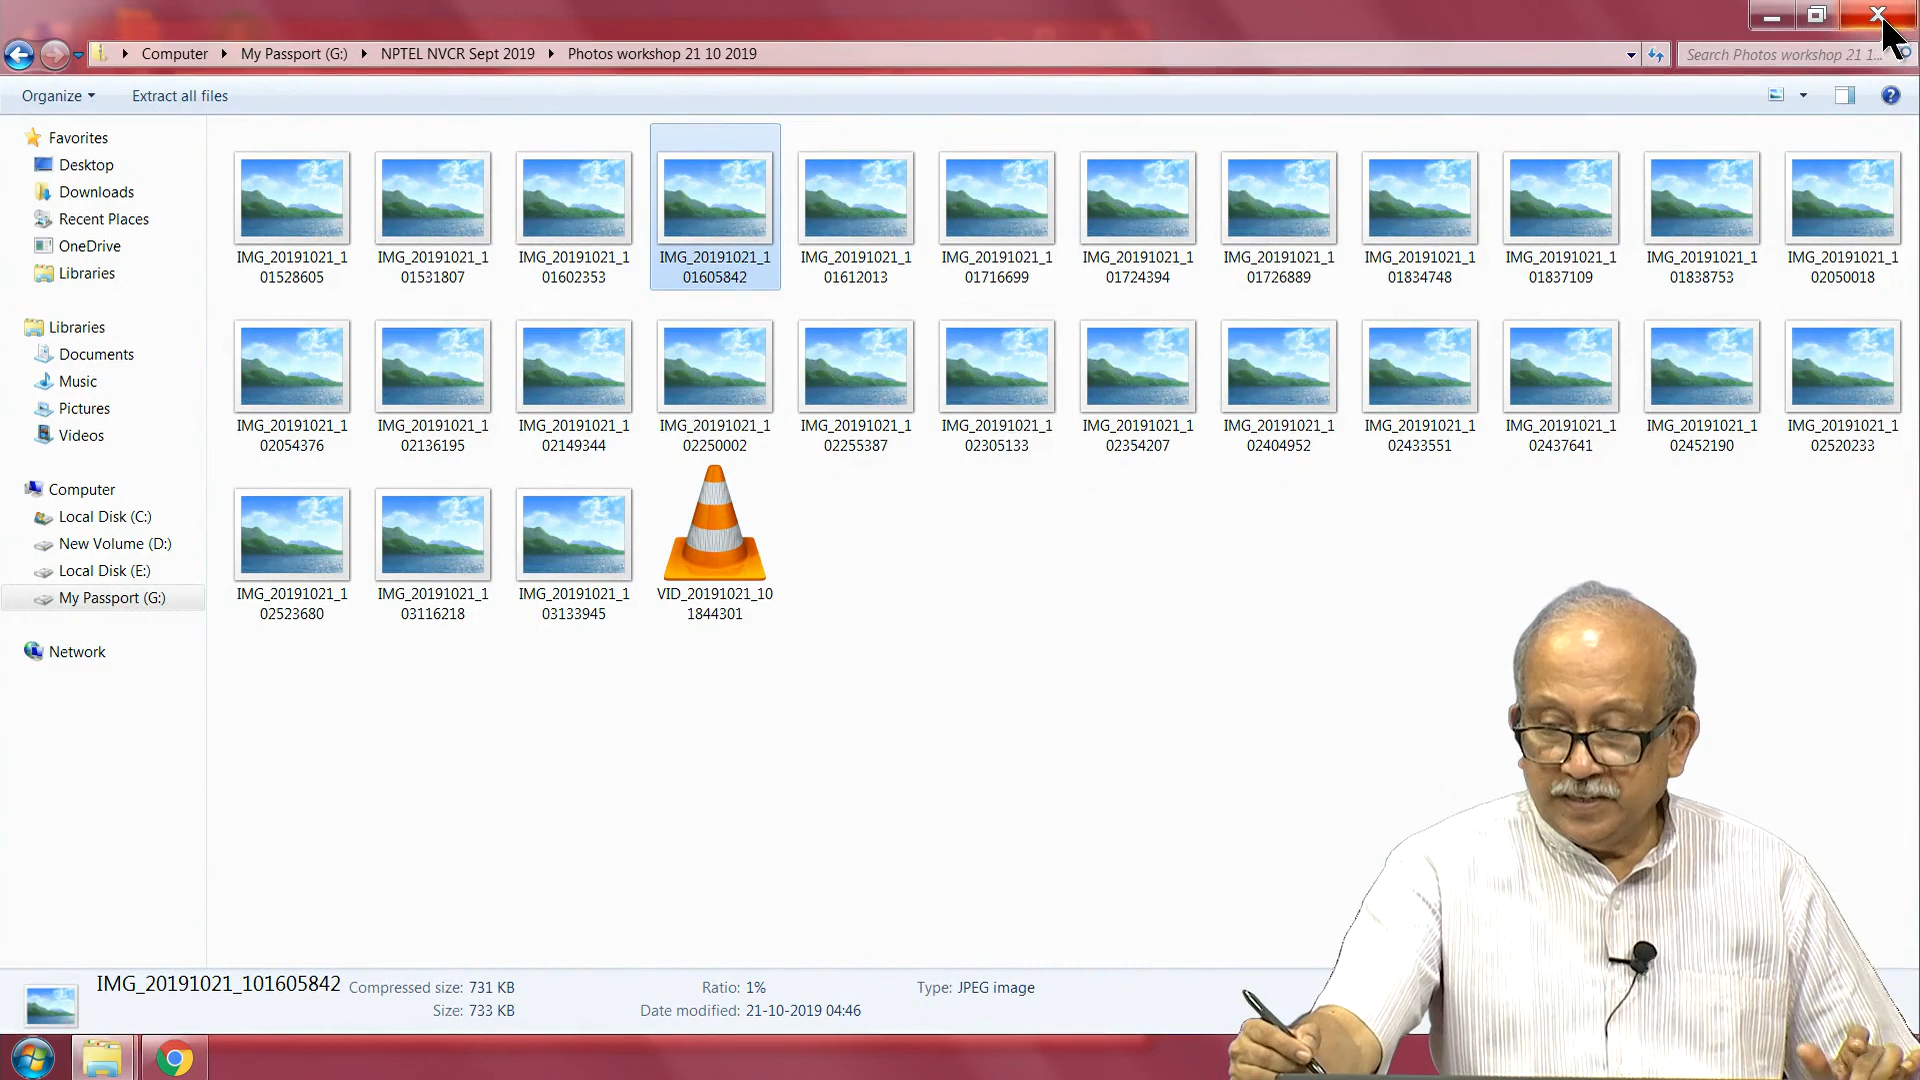 Computer My Passport (G:) NPTEL NVCR Sept 2019 Photos workshop 21 10 2019
Search Photos workshop 21 1...
Organize Extract all files
Favorites
Desktop
Downloads
Recent Places
OneDrive
Libraries
Libraries
Documents
Music
Pictures
Videos
Computer
Local Disk (C:)
New Volume (D:)
Local Disk (E:)
My Passport (G:)
Network
IMG_20191021_1 IMG_20191021_1 IMG_20191021_1 IMG_20191021_1 IMG_20191021_1 IMG_20191021_1 IMG_20191021_1 IMG_20191021_1 IMG_20191021_1 IMG_20191021_1 IMG_20191021_1 IMG_20191021_1
01528605 01531807 01602353 01605842 01612013 01716699 01724394 01726889 01834748 01837109 01838753 02050018
IMG_20191021_1 IMG_20191021_1 IMG_20191021_1 IMG_20191021_1 IMG_20191021_1 IMG_20191021_1 IMG_20191021_1 IMG_20191021_1 IMG_20191021_1 IMG_20191021_1 IMG_20191021_1 IMG_20191021_1
02054376 02136195 02149344 02250002 02255387 02305133 02354207 02404952 02433551 02437641 02452190 02520233
IMG_20191021_1 IMG_20191021_1 IMG_20191021_1 VID_20191021_10
02523680 03116218 03133945 1844301
IMG_20191021_101605842 Compressed size: 731 KB Ratio: 1% Type: JPEG image
Size: 733 KB Date modified: 21-10-2019 04:46